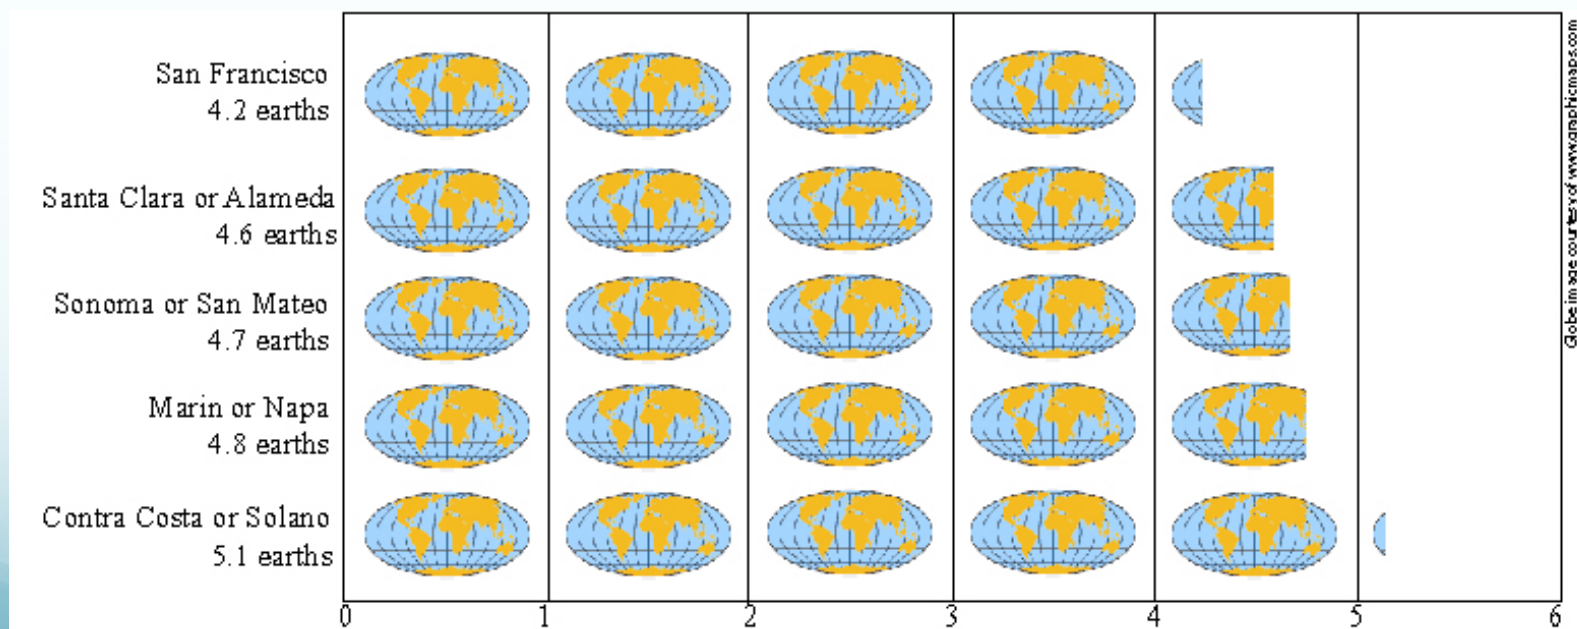 San Francisco
4.2 earths
Santa Clara or Alameda
4.6 earths
Sonoma or San Mateo
4.7 earths
Marin or Napa
4.8 earths
Contra Costa or Solano
5.1 earths
0 1 2 3 4 5 6
Globe image courtesy of www.graphicmaps.com